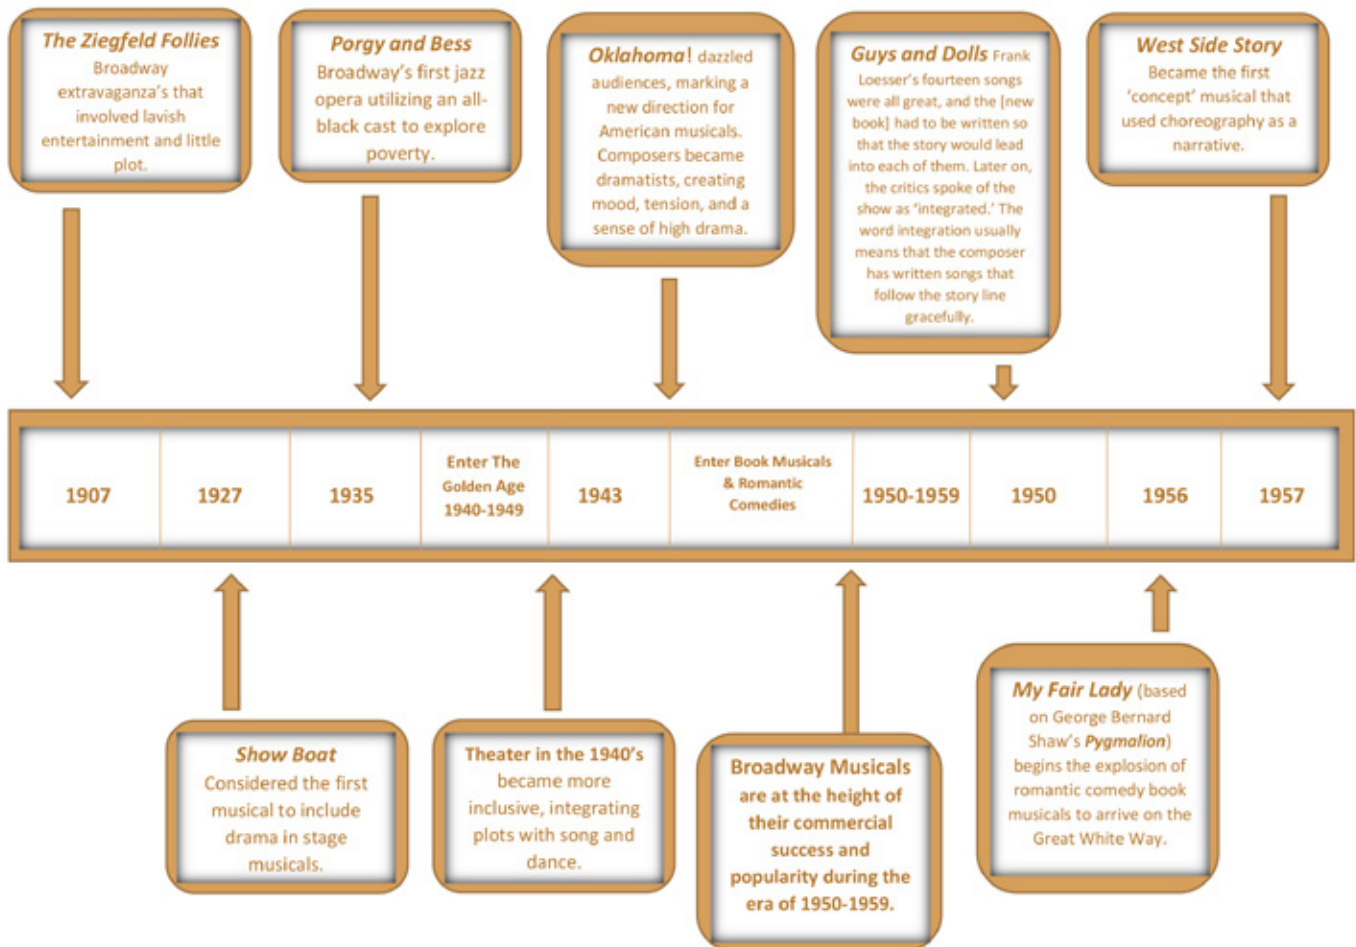 The Ziegfeld Follies
Broadway
extravaganza's that
involved lavish
entertainment and little
plot.
Porgy and Bess
Broadway's first jazz
opera utilizing an all-
black cast to explore
poverty.
Oklahoma! dazzled
audiences, marking a
new direction for
American musicals.
Composers became
dramatists, creating
mood, tension, and a
sense of high drama.
Guys and Dolls Frank
Loesser's fourteen songs
were all great, and the [new
book] had to be written so
that the story would lead
into each of them. Later on,
the critics spoke of the
show as 'integrated.' The
word integration usually
means that the composer
has written songs that
follow the story line
gracefully.
West Side Story
Became the first
'concept' musical that
used choreography as a
narrative.
1907
1927
1935
Enter The
Golden Age
1940-1949
1943
Enter Book Musicals
& Romantic
Comedies
1950-1959
1950
1956
1957
Show Boat
Considered the first
musical to include
drama in stage
musicals.
Theater in the 1940's
became more
inclusive, integrating
plots with song and
dance.
Broadway Musicals
are at the height of
their commercial
success and
popularity during the
era of 1950-1959.
My Fair Lady (based
on George Bernard
Shaw's Pygmalion)
begins the explosion of
romantic comedy book
musicals to arrive on the
Great White Way.